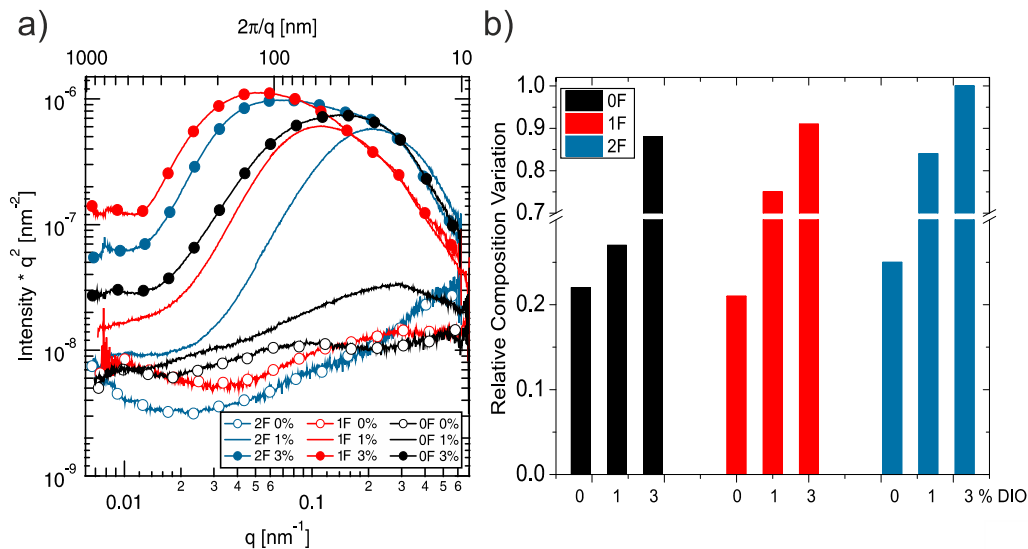 a)
2π/q [nm]
1000 100 10
10⁻⁶
10⁻⁷
10⁻⁸
10⁻⁹
Intensity * q² [nm⁻²]
2F 0% 1F 0% 0F 0%
2F 1% 1F 1% 0F 1%
2F 3% 1F 3% 0F 3%
0.01 2 3 4 5 6 0.1 2 3 4 5 6
q [nm⁻¹]
b)
0F
1F
2F
1.0
0.9
0.8
0.7
0.2
0.1
0.0
Relative Composition Variation
0 1 3 0 1 3 0 1 3 % DIO